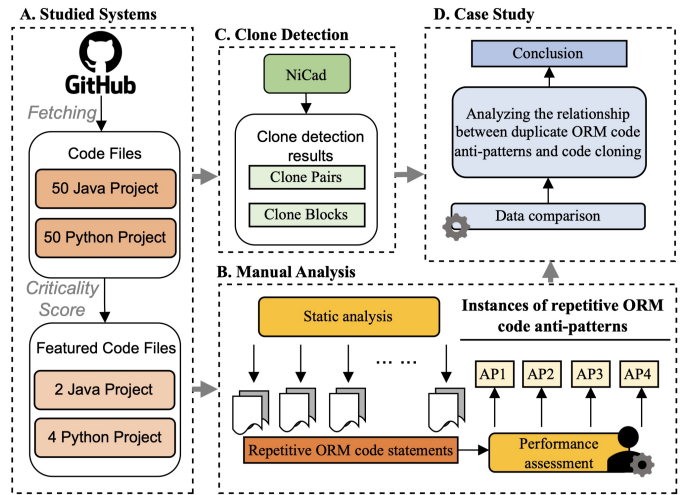 A. Studied Systems
GitHub
Fetching
Code Files
50 Java Project
50 Python Project
Criticality
Score
Featured Code Files
2 Java Project
4 Python Project
C. Clone Detection
NiCad
Clone detection
results
Clone Pairs
Clone Blocks
D. Case Study
Conclusion
Analyzing the relationship
between duplicate ORM code
anti-patterns and code cloning
Data comparison
B. Manual Analysis
Static analysis
... ...
Repetitive ORM code statements
Instances of repetitive ORM
code anti-patterns
AP1
AP2
AP3
AP4
Performance
assessment